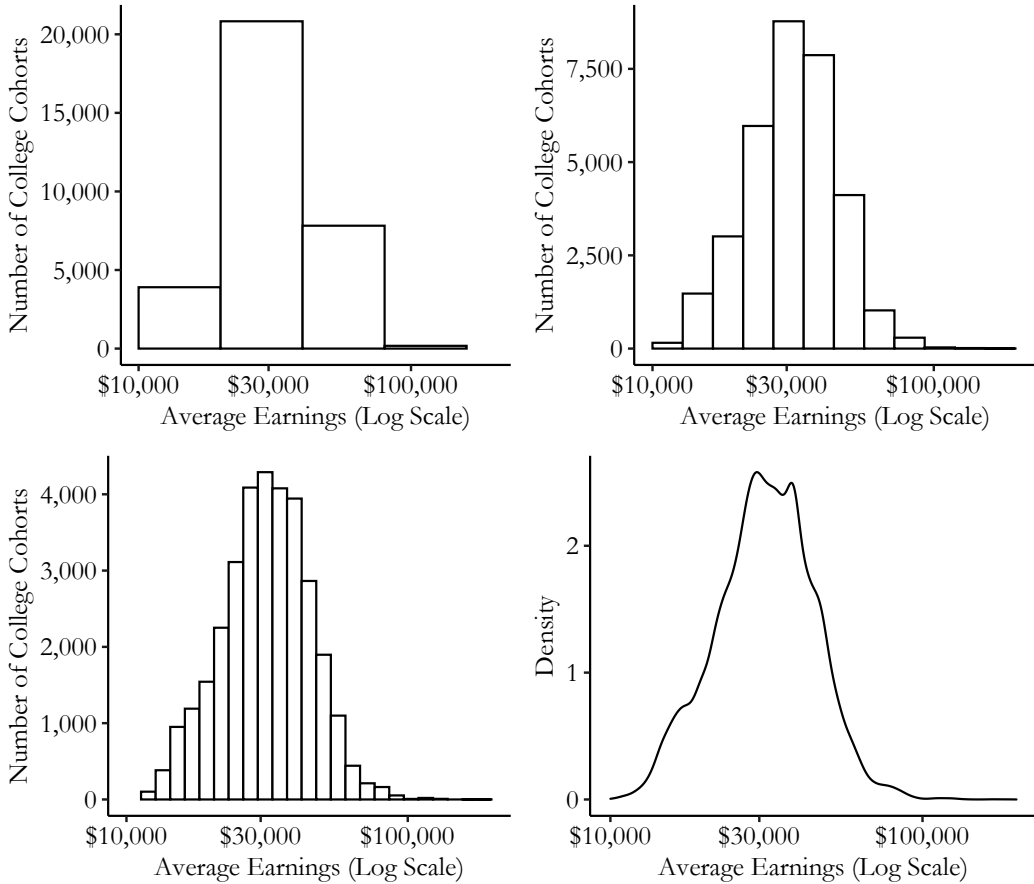 Number of College Cohorts
20,000
15,000
10,000
5,000
0
$10,000 $30,000 $100,000
Average Earnings (Log Scale)
Number of College Cohorts
7,500
5,000
2,500
0
$10,000 $30,000 $100,000
Average Earnings (Log Scale)
Number of College Cohorts
4,000
3,000
2,000
1,000
0
$10,000 $30,000 $100,000
Average Earnings (Log Scale)
Density
2
1
0
$10,000 $30,000 $100,000
Average Earnings (Log Scale)